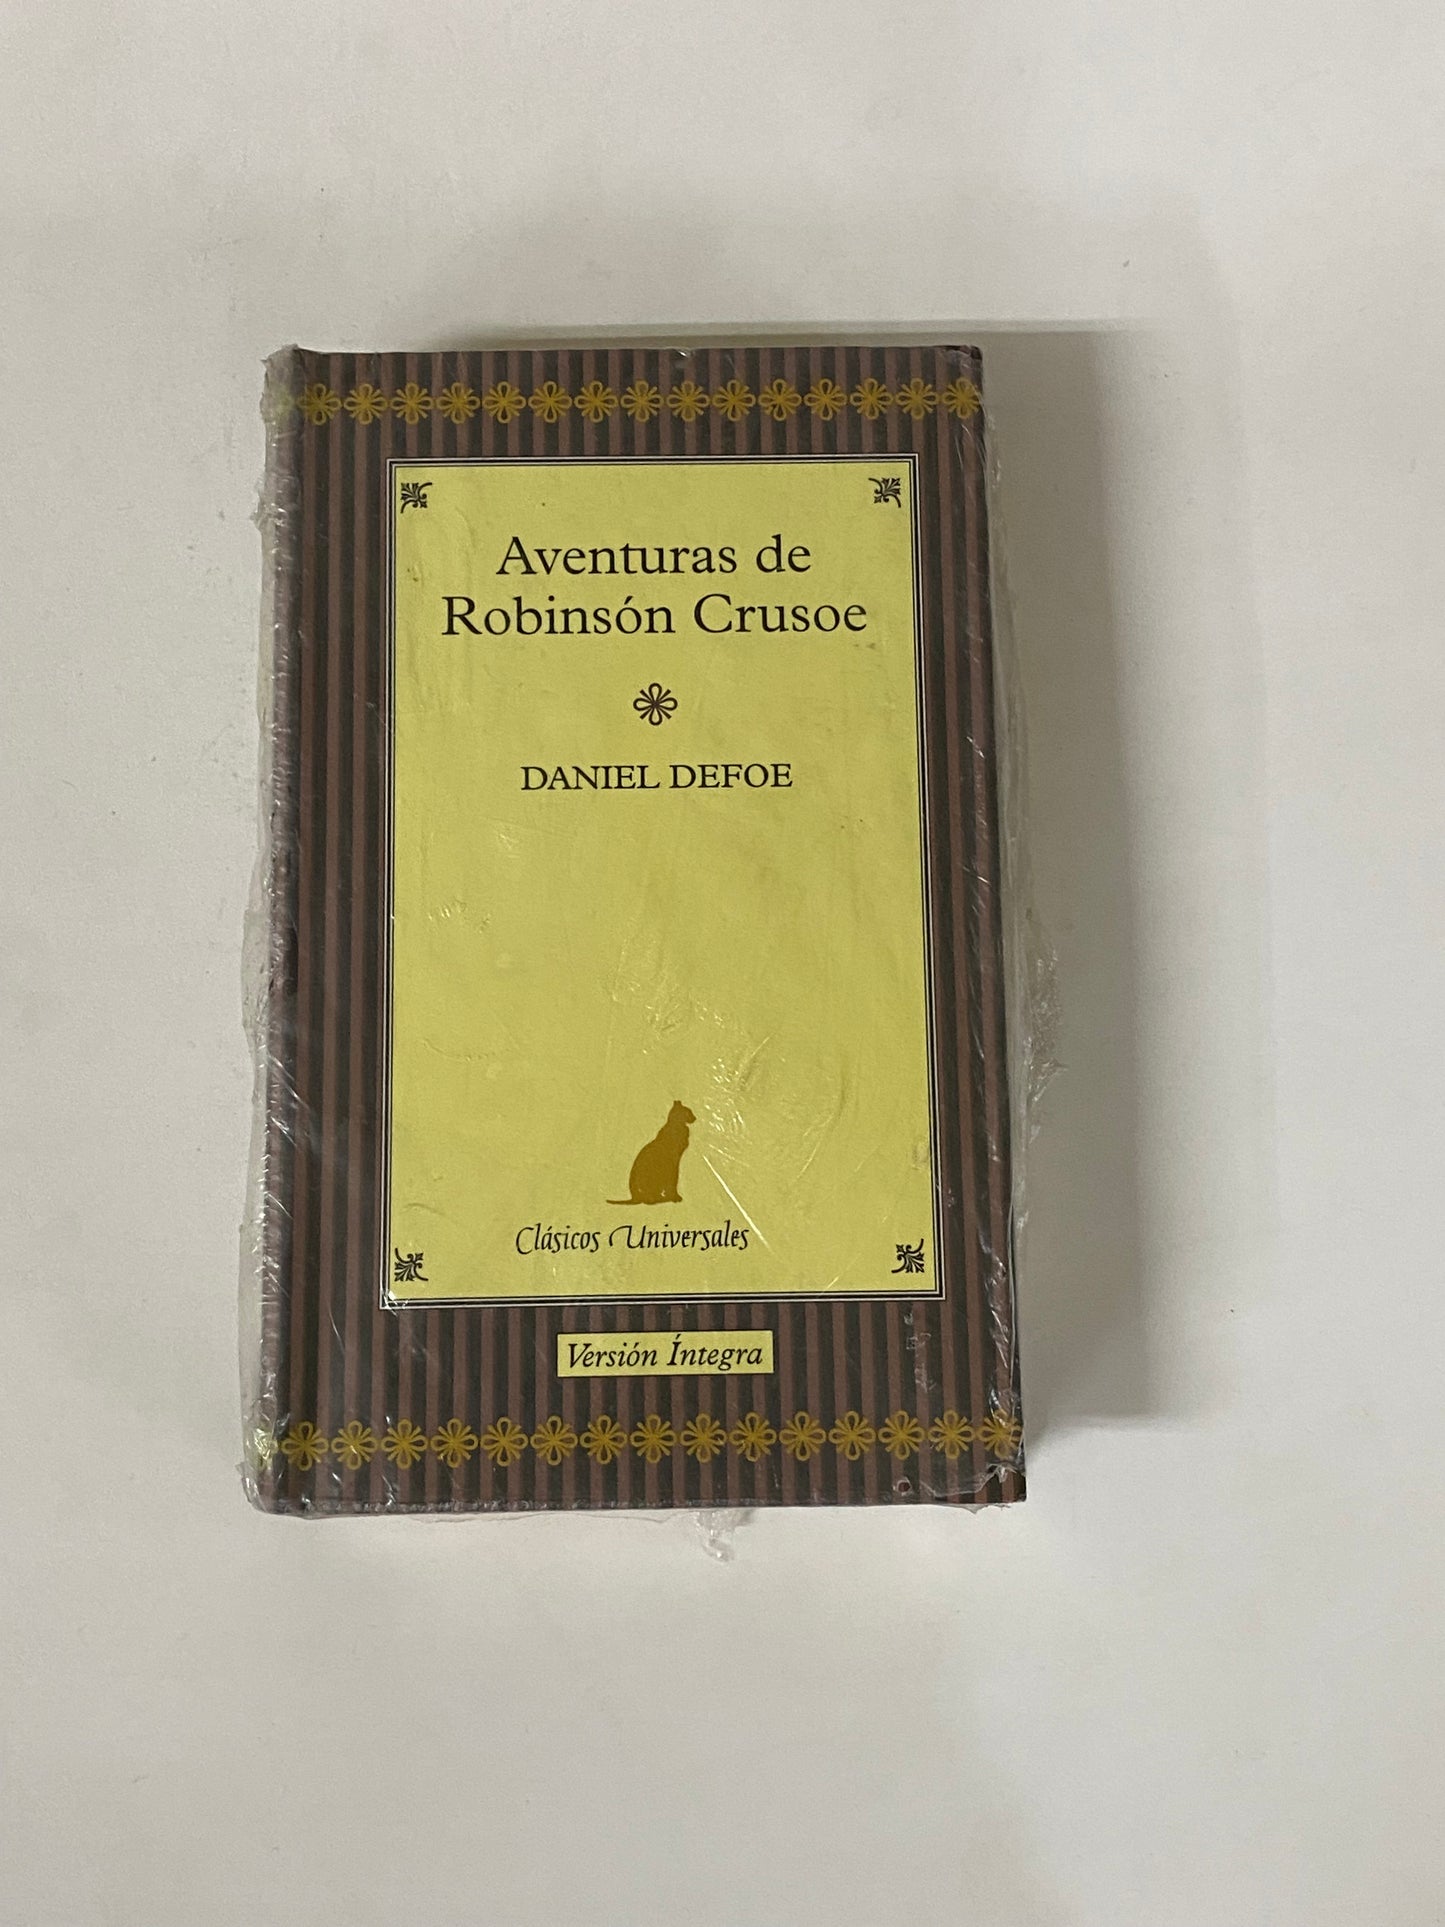 Aventuras de
Robinsón Crusoe
DANIEL DEFOE
Clásicos Universales
Versión Íntegra